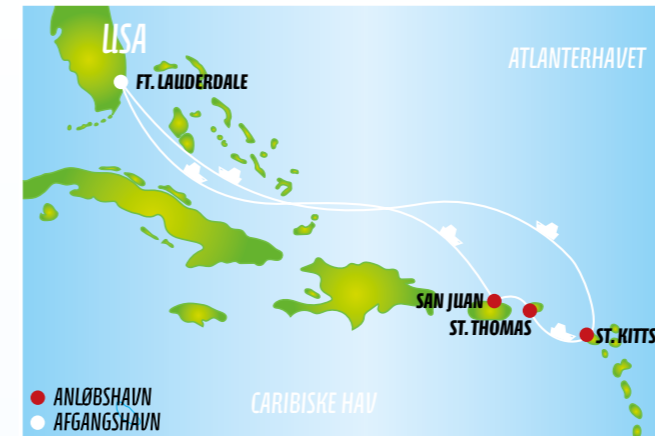 USA
ATLANTERHAVET
FT. LAUDERDALE
SAN JUAN
ST. THOMAS
ST. KITTS
CARIBISKE HAV
ANLØBSHAVN
AFGANGSHAVN